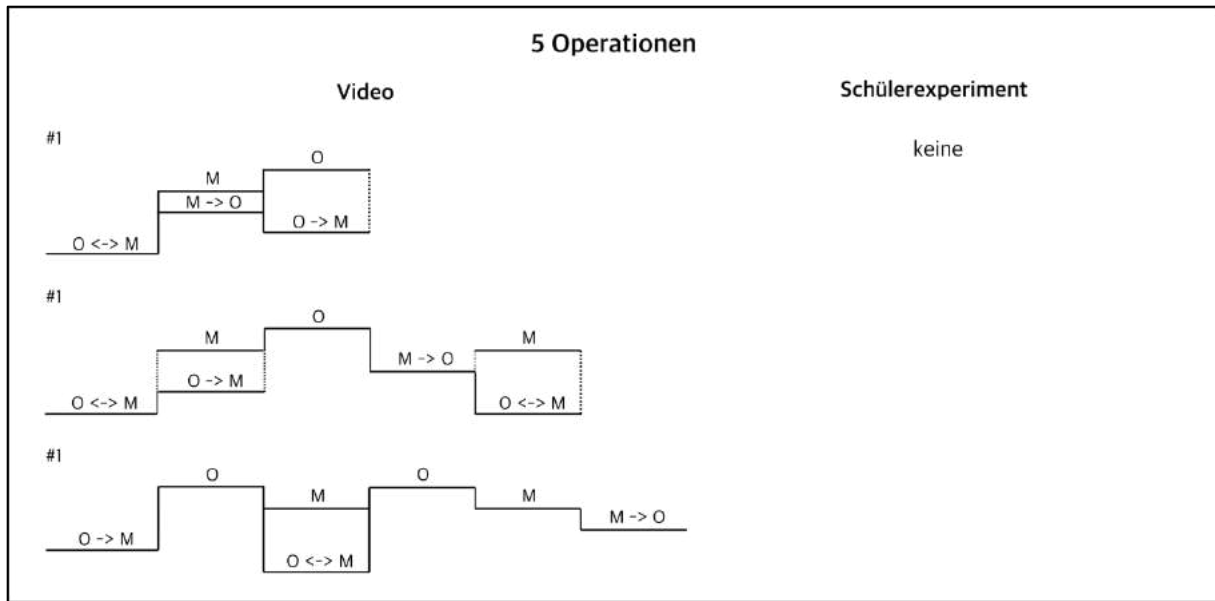 5 Operationen
Video
Schülerexperiment
#1
keine
O
M
M -> O
O -> M
O <-> M
#1
O
M
M
M -> O
O -> M
O <-> M
O <-> M
#1
O
O
M
M
M -> O
O -> M
O <-> M